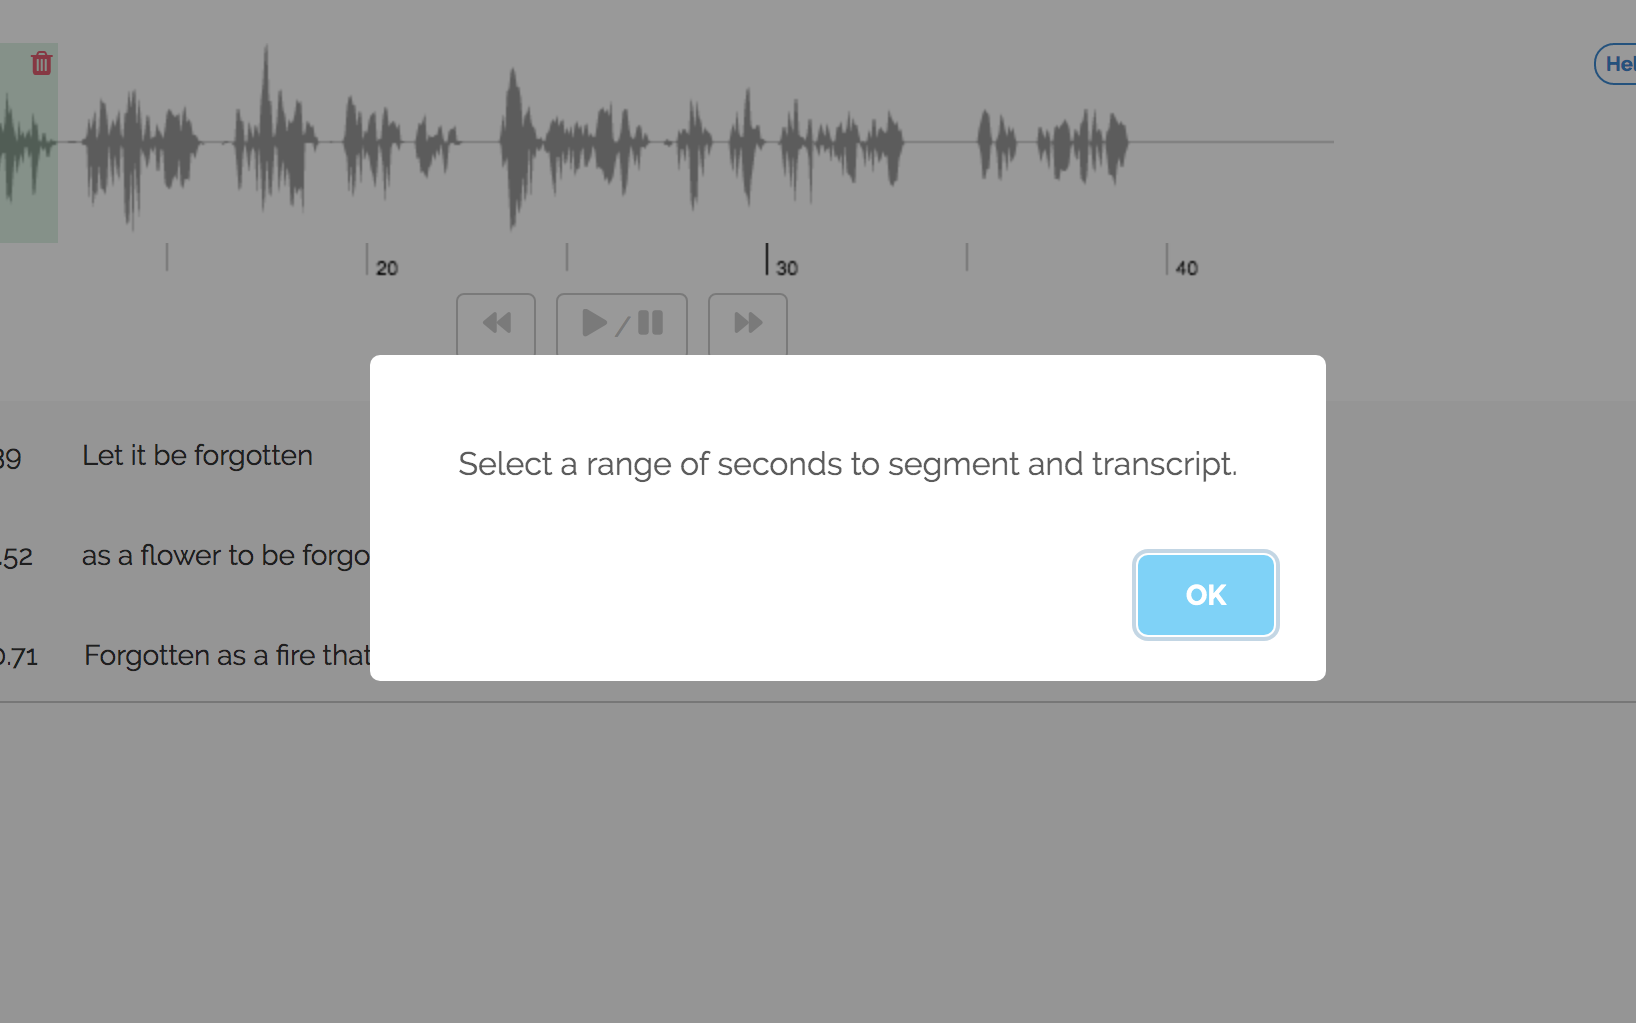 Hel
20
30
40
Select a range of seconds to segment and transcript.
OK
39 Let it be forgotten
.52 as a flower to be forgo
0.71 Forgotten as a fire that